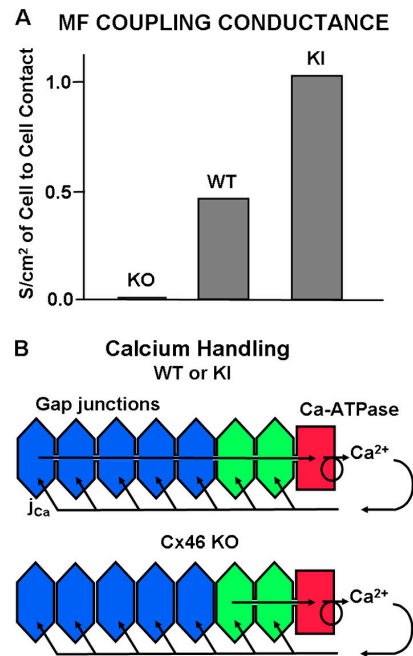 A
MF COUPLING CONDUCTANCE
S/cm² of Cell to Cell Contact
1.0
0.5
0.0
KO
WT
KI
B
Calcium Handling
WT or KI
Gap junctions
Ca-ATPase
Ca²⁺
jCa
Cx46 KO
Ca²⁺